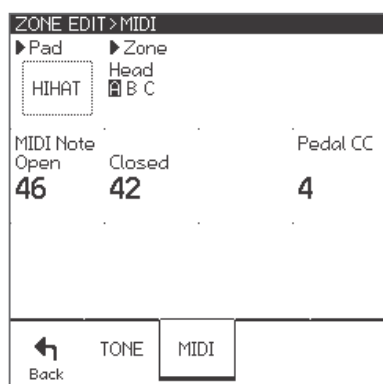 ZONE EDIT>MIDI
Pad Zone
Head
HIHAT A B C
MIDI Note Pedal CC
Open Closed
46 42 4
TONE MIDI
Back